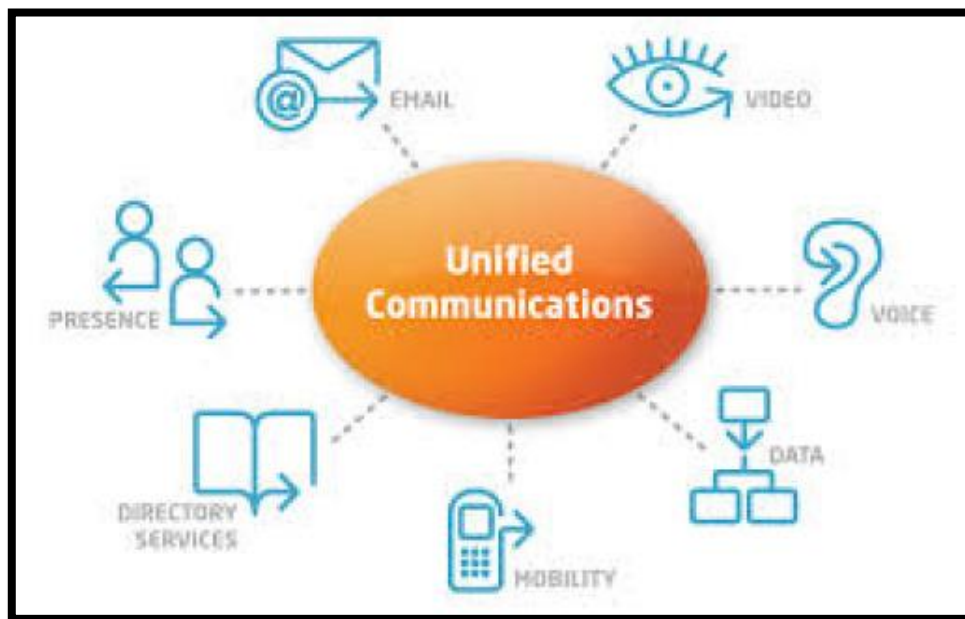 @
EMAIL
VIDEO
Unified
Communications
PRESENCE
VOICE
DATA
DIRECTORY
SERVICES
MOBILITY